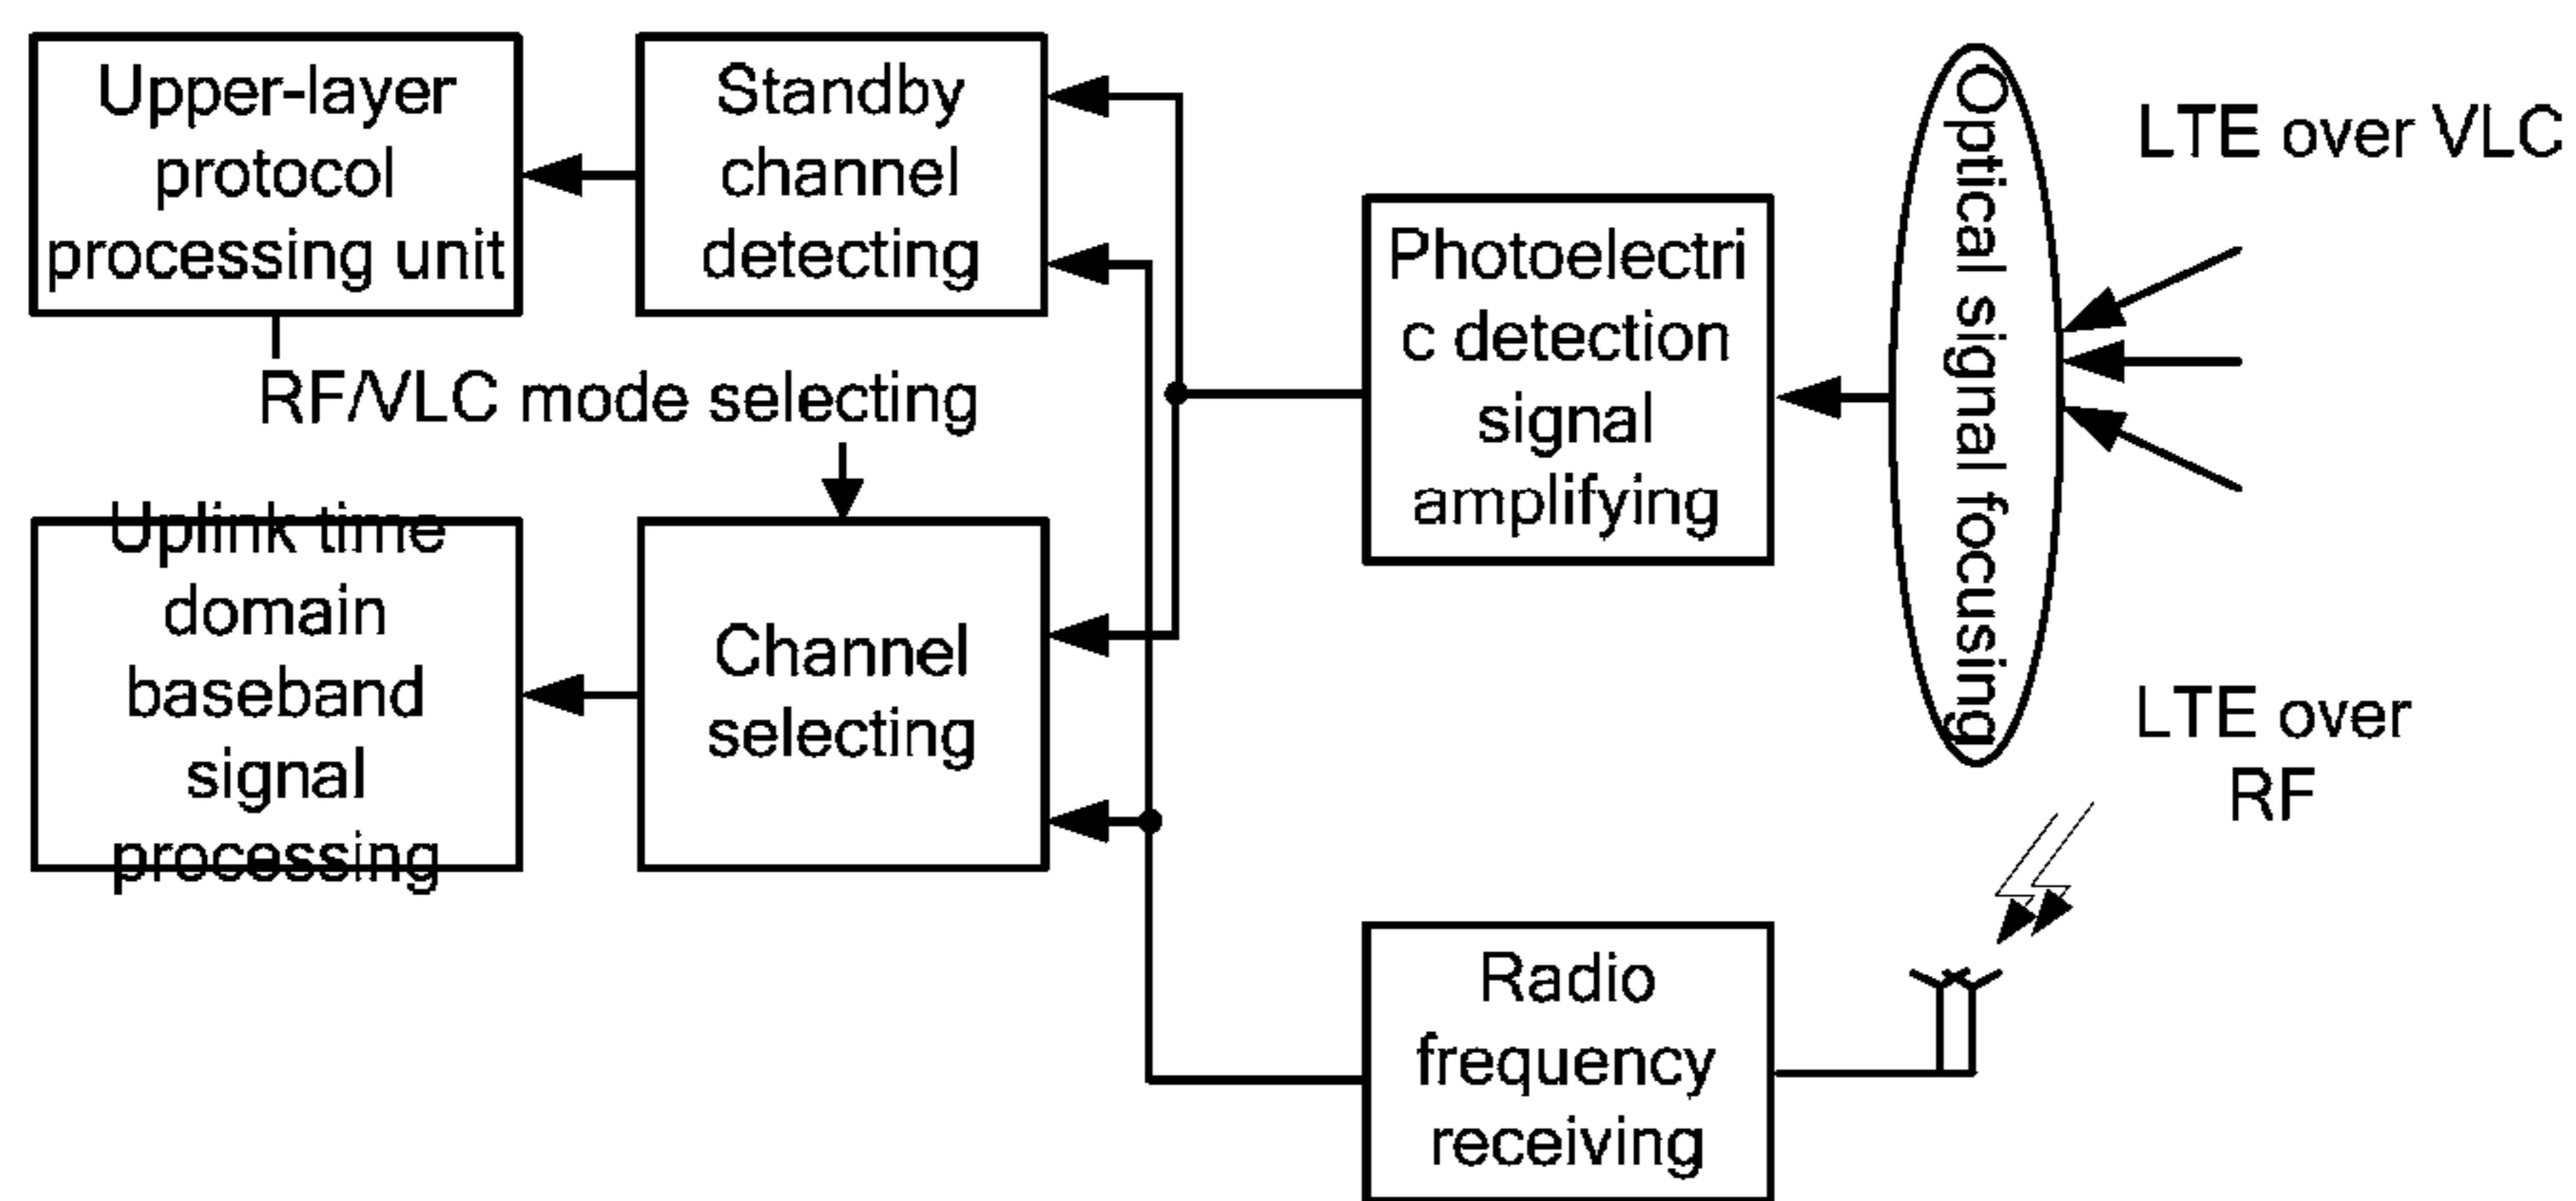 Upper-layer
protocol
processing unit
Standby
channel
detecting
RF/VLC mode selecting
Uplink time
domain
baseband
signal
processing
Channel
selecting
Photoelectri
c detection
signal
amplifying
Radio
frequency
receiving
Optical signal focusing
LTE over VLC
LTE over
RF